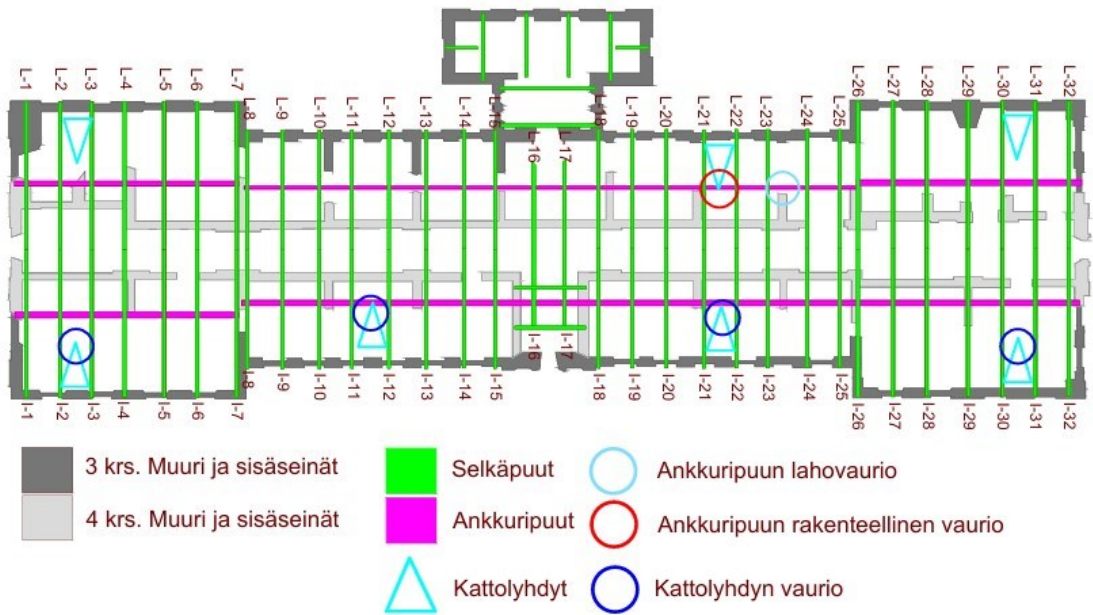 L-1 L-2 L-3 L-4 L-5 L-6 L-7 L-8 L-9 L-10 L-11 L-12 L-13 L-14 L-15 L-16 L-17 L-18 L-19 L-20 L-21 L-22 L-23 L-24 L-25 L-26 L-27 L-28 L-29 L-30 L-31 L-32
I-1 I-2 I-3 I-4 I-5 I-6 I-7 I-8 I-9 I-10 I-11 I-12 I-13 I-14 I-15 I-16 I-17 I-18 I-19 I-20 I-21 I-22 I-23 I-24 I-25 I-26 I-27 I-28 I-29 I-30 I-31 I-32
3 krs. Muuri ja sisäseinät
4 krs. Muuri ja sisäseinät
Selkäpuut
Ankkuripuut
Kattolyhdyt
Ankkuripuun lahovaurio
Ankkuripuun rakenteellinen vaurio
Kattolyhdyn vaurio